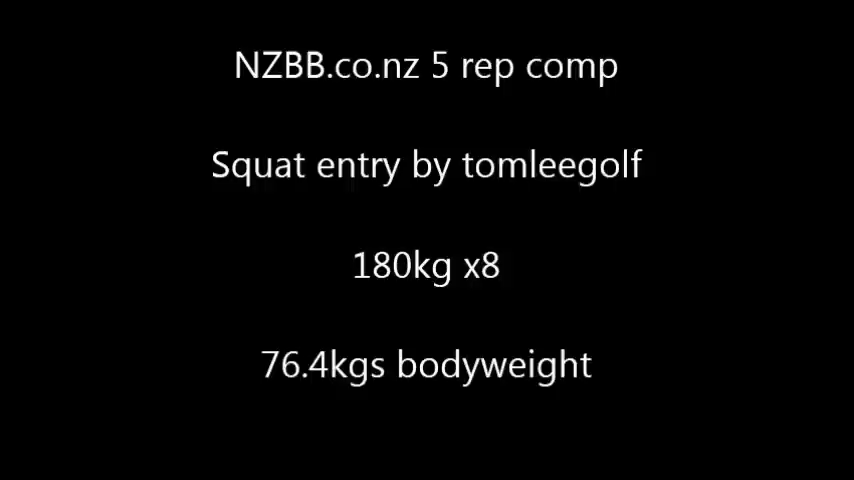 NZBB.co.nz 5 rep comp
Squat entry by tomleegolf
180kg x8
76.4kgs bodyweight